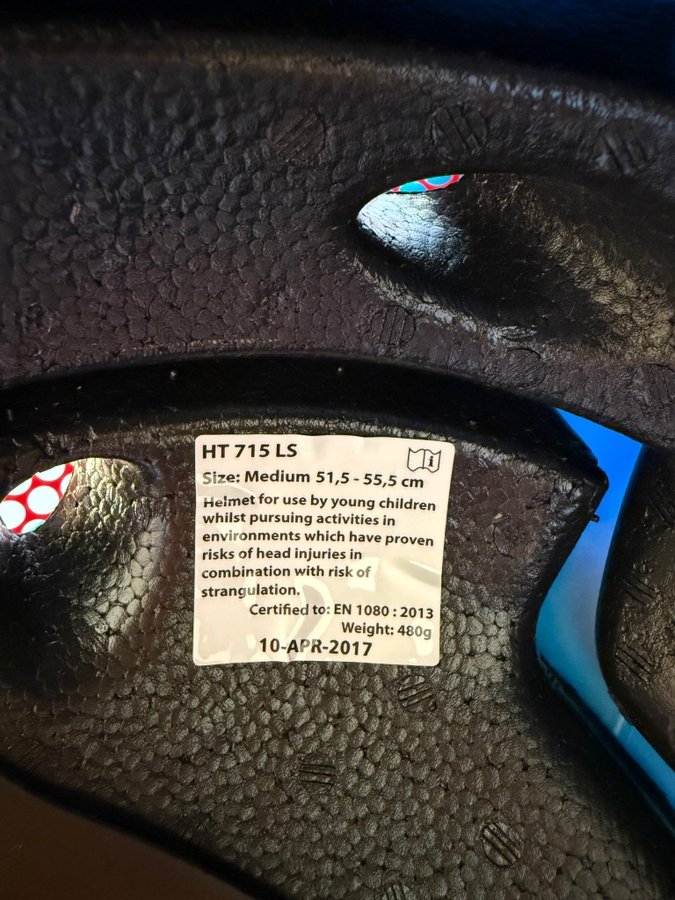 HT 715 LS
Size: Medium 51,5 - 55,5 cm
Helmet for use by young children
whilst pursuing activities in
environments which have proven
risks of head injuries in
combination with risk of
strangulation.
Certified to: EN 1080 : 2013
Weight: 480g
10-APR-2017